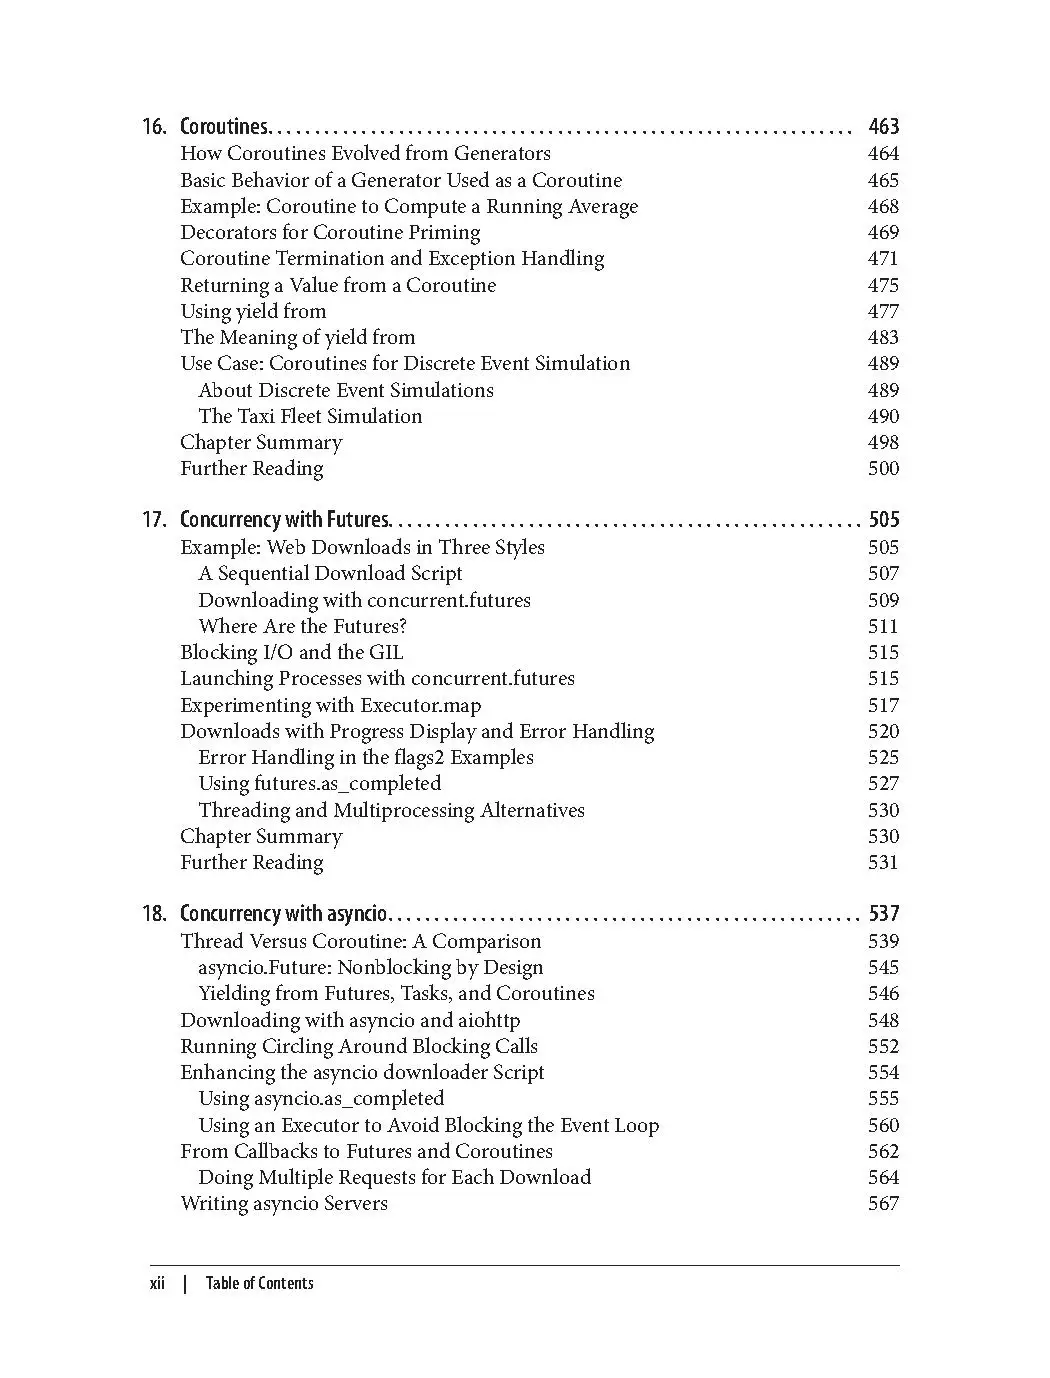 16. Coroutines. . . . . . . . . . . . . . . . . . . . . . . . . . . . . . . . . . . . . . . . . . . . . . . . . . . . . . . . . . . . . . . 463
How Coroutines Evolved from Generators 464
Basic Behavior of a Generator Used as a Coroutine 465
Example: Coroutine to Compute a Running Average 468
Decorators for Coroutine Priming 469
Coroutine Termination and Exception Handling 471
Returning a Value from a Coroutine 475
Using yield from 477
The Meaning of yield from 483
Use Case: Coroutines for Discrete Event Simulation 489
About Discrete Event Simulations 489
The Taxi Fleet Simulation 490
Chapter Summary 498
Further Reading 500
17. Concurrency with Futures. . . . . . . . . . . . . . . . . . . . . . . . . . . . . . . . . . . . . . . . . . . . . . . . . . . 505
Example: Web Downloads in Three Styles 505
A Sequential Download Script 507
Downloading with concurrent.futures 509
Where Are the Futures? 511
Blocking I/O and the GIL 515
Launching Processes with concurrent.futures 515
Experimenting with Executor.map 517
Downloads with Progress Display and Error Handling 520
Error Handling in the flags2 Examples 525
Using futures.as_completed 527
Threading and Multiprocessing Alternatives 530
Chapter Summary 530
Further Reading 531
18. Concurrency with asyncio. . . . . . . . . . . . . . . . . . . . . . . . . . . . . . . . . . . . . . . . . . . . . . . . . . . 537
Thread Versus Coroutine: A Comparison 539
asyncio.Future: Nonblocking by Design 545
Yielding from Futures, Tasks, and Coroutines 546
Downloading with asyncio and aiohttp 548
Running Circling Around Blocking Calls 552
Enhancing the asyncio downloader Script 554
Using asyncio.as_completed 555
Using an Executor to Avoid Blocking the Event Loop 560
From Callbacks to Futures and Coroutines 562
Doing Multiple Requests for Each Download 564
Writing asyncio Servers 567
xii | Table of Contents